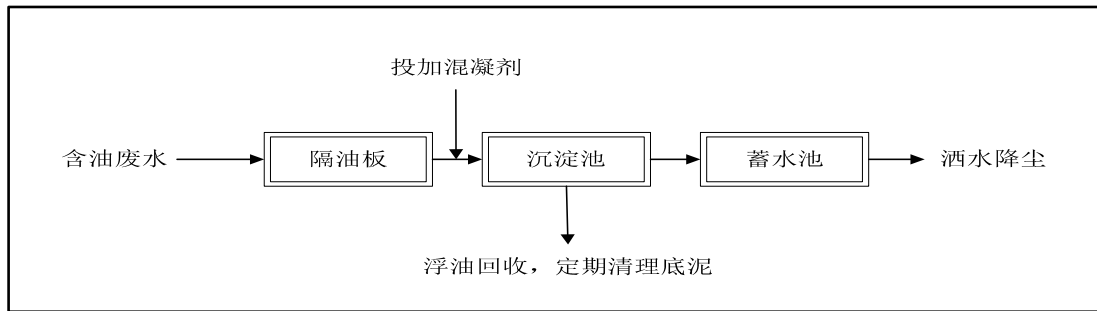 投加混凝剂
含油废水
隔油板
沉淀池
蓄水池
洒水降尘
浮油回收，定期清理底泥